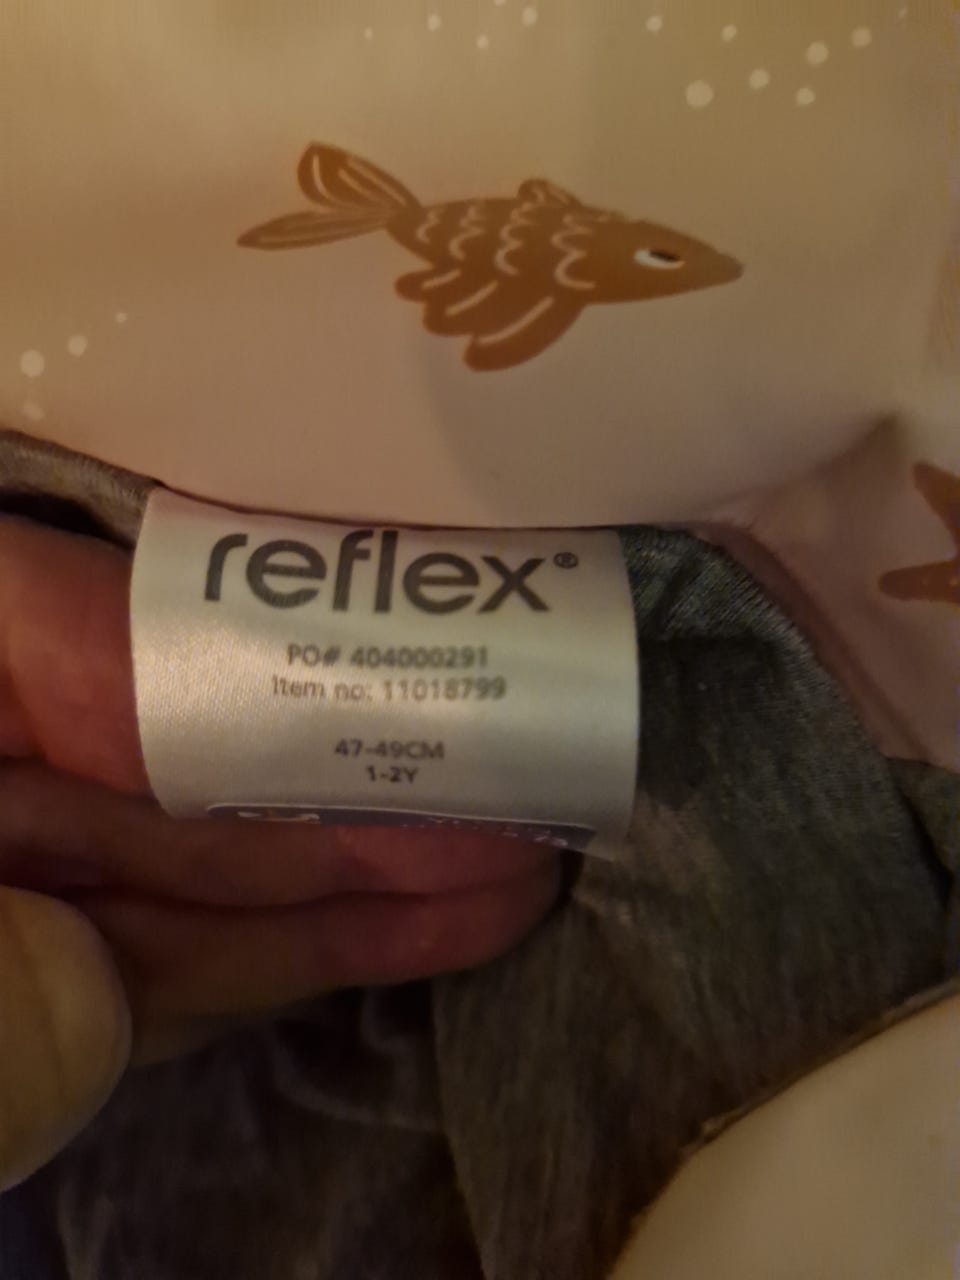 reflex®
PO# 404000291
Item no: 11018799
47-49CM
1-2Y